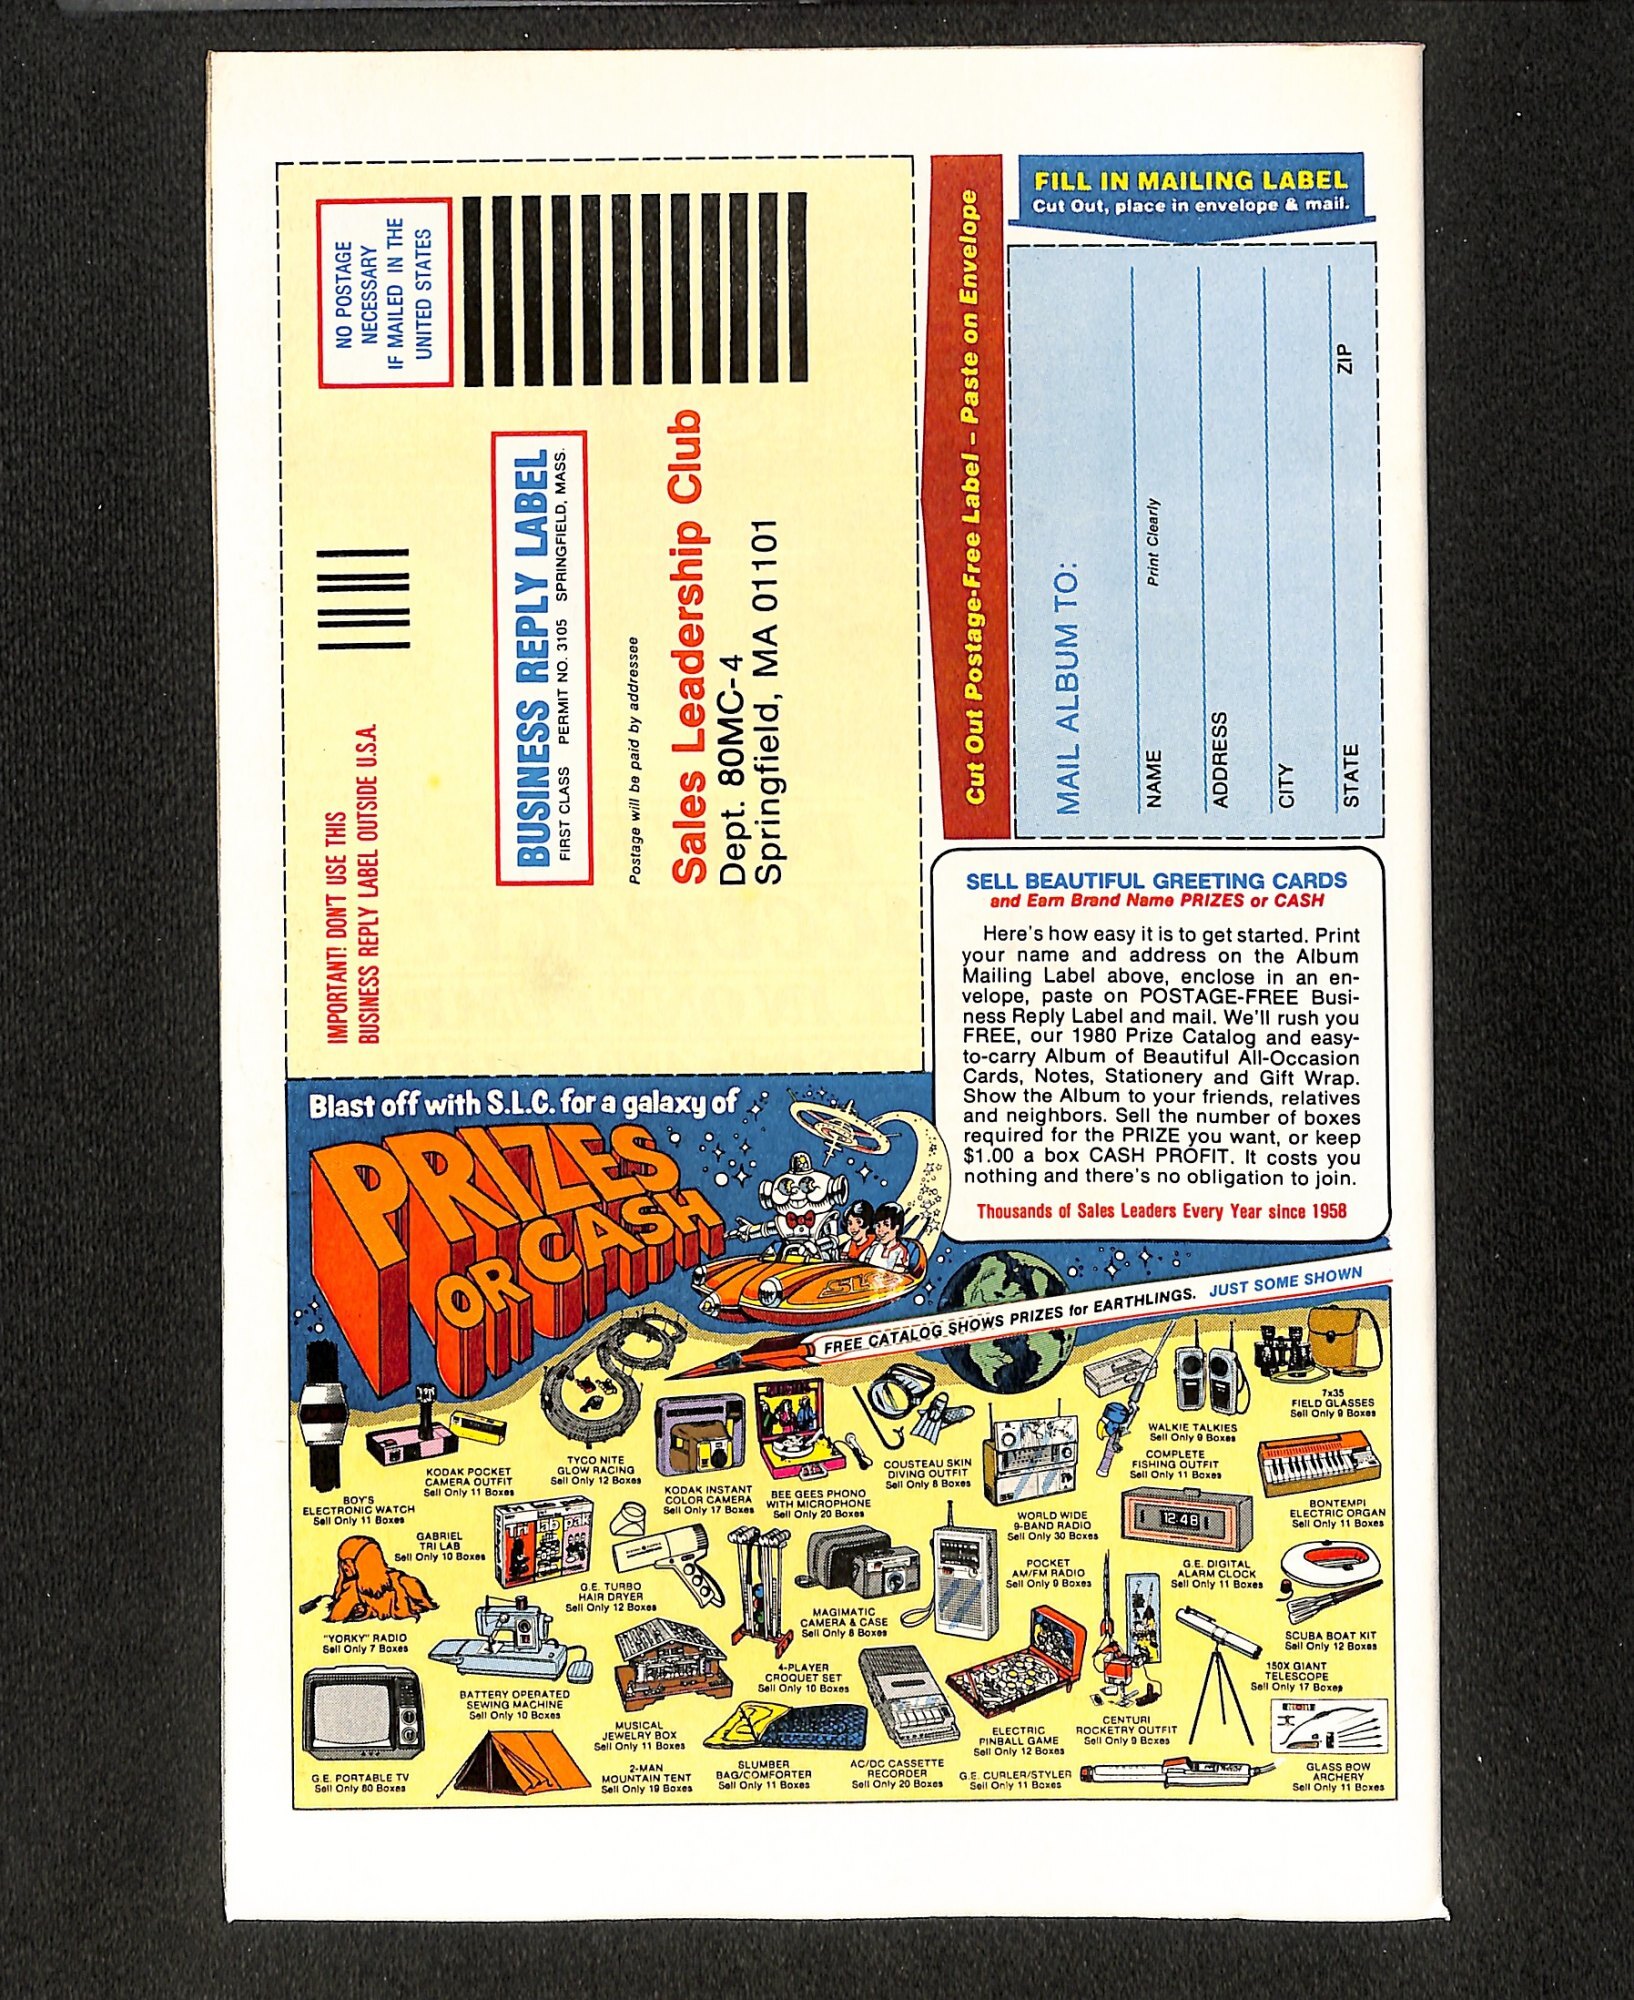 NO POSTAGE
NECESSARY
IF MAILED IN THE
UNITED STATES
IMPORTANT! DON'T USE THIS
BUSINESS REPLY LABEL OUTSIDE U.S.A.
BUSINESS REPLY LABEL
FIRST CLASS PERMIT NO. 3105 SPRINGFIELD, MASS.
Postage will be paid by addressee
Sales Leadership Club
Dept. 80MC-4
Springfield, MA 01101
Cut Out Postage-Free Label – Paste on Envelope
FILL IN MAILING LABEL
Cut Out, place in envelope & mail.
MAIL ALBUM TO:
NAME
Print Clearly
ADDRESS
CITY
STATE ZIP
SELL BEAUTIFUL GREETING CARDS
and Earn Brand Name PRIZES or CASH
Here's how easy it is to get started. Print
your name and address on the Album
Mailing Label above, enclose in an en-
velope, paste on POSTAGE-FREE Busi-
ness Reply Label and mail. We'll rush you
FREE, our 1980 Prize Catalog and easy-
to-carry Album of Beautiful All-Occasion
Cards, Notes, Stationery and Gift Wrap.
Show the Album to your friends, relatives
and neighbors. Sell the number of boxes
required for the PRIZE you want, or keep
$1.00 a box CASH PROFIT. It costs you
nothing and there's no obligation to join.
Thousands of Sales Leaders Every Year since 1958
Blast off with S.L.C. for a galaxy of
PRIZES
OR CASH
SLC
FREE CATALOG SHOWS PRIZES for EARTHLINGS. JUST SOME SHOWN
BOY'S
ELECTRONIC WATCH
Sell Only 11 Boxes
KODAK POCKET
CAMERA OUTFIT
Sell Only 11 Boxes
TYCO NITE
GLOW RACING
Sell Only 12 Boxes
KODAK INSTANT
COLOR CAMERA
Sell Only 17 Boxes
BEE GEES PHONO
WITH MICROPHONE
Sell Only 20 Boxes
COUSTEAU SKIN
DIVING OUTFIT
Sell Only 8 Boxes
WORLD WIDE
9-BAND RADIO
Sell Only 30 Boxes
WALKIE TALKIES
Sell Only 9 Boxes
COMPLETE
FISHING OUTFIT
Sell Only 11 Boxes
7x35
FIELD GLASSES
Sell Only 9 Boxes
BONTEMPI
ELECTRIC ORGAN
Sell Only 11 Boxes
GABRIEL
TRI LAB
Sell Only 10 Boxes
Tri lab pak
G.E. TURBO
HAIR DRYER
Sell Only 12 Boxes
MAGIMATIC
CAMERA & CASE
Sell Only 8 Boxes
POCKET
AM/FM RADIO
Sell Only 9 Boxes
12:48
G.E. DIGITAL
ALARM CLOCK
Sell Only 11 Boxes
"YORKY" RADIO
Sell Only 7 Boxes
SCUBA BOAT KIT
Sell Only 12 Boxes
BATTERY OPERATED
SEWING MACHINE
Sell Only 10 Boxes
MUSICAL
JEWELRY BOX
Sell Only 11 Boxes
4-PLAYER
CROQUET SET
Sell Only 10 Boxes
ELECTRIC
PINBALL GAME
Sell Only 12 Boxes
CENTURI
ROCKETRY OUTFIT
Sell Only 9 Boxes
150X GIANT
TELESCOPE
Sell Only 17 Boxes
G.E. PORTABLE TV
Sell Only 80 Boxes
2-MAN
MOUNTAIN TENT
Sell Only 19 Boxes
SLUMBER
BAG/COMFORTER
Sell Only 11 Boxes
AC/DC CASSETTE
RECORDER
Sell Only 20 Boxes
G.E. CURLER/STYLER
Sell Only 11 Boxes
GLASS BOW
ARCHERY
Sell Only 11 Boxes